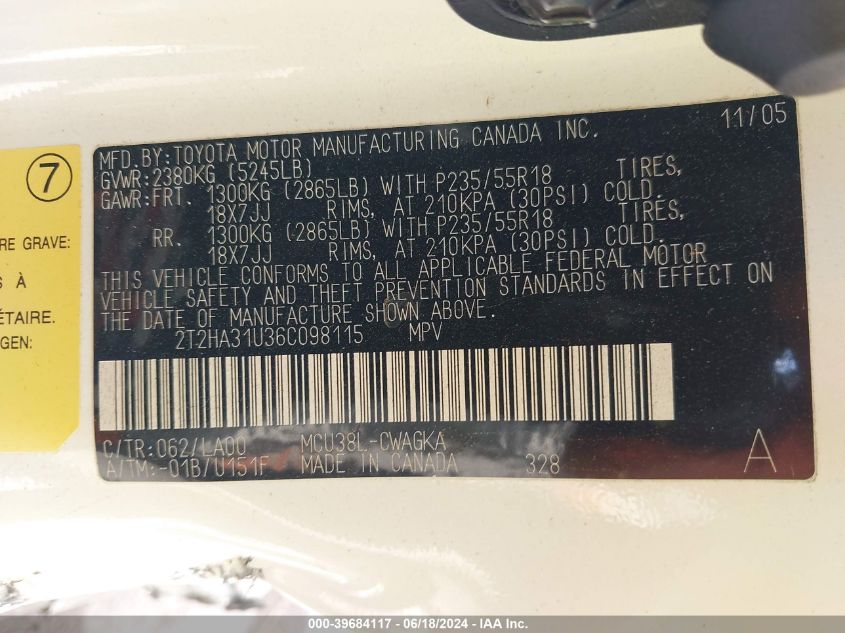 7
RE GRAVE:
S À
ÉTAIRE.
GEN:
11/05
MFD.BY:TOYOTA MOTOR MANUFACTURING CANADA INC.
GVWR:2380KG (5245LB)
GAWR:FRT. 1300KG (2865LB) WITH P235/55R18 TIRES,
18X7JJ RIMS, AT 210KPA (30PSI) COLD.
RR. 1300KG (2865LB) WITH P235/55R18 TIRES,
18X7JJ RIMS, AT 210KPA (30PSI) COLD.
THIS VEHICLE CONFORMS TO ALL APPLICABLE FEDERAL MOTOR
VEHICLE SAFETY AND THEFT PREVENTION STANDARDS IN EFFECT ON
THE DATE OF MANUFACTURE SHOWN ABOVE.
2T2HA31U36C098115 MPV
C/TR:062/LA00 MCU38L-CWAGKA
A/TM:-01B/U151F MADE IN CANADA 328 A
000-39684117 - 06/18/2024 - IAA Inc.